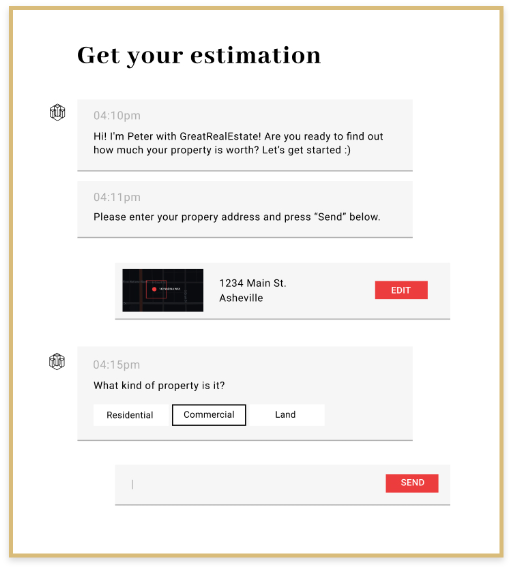 Get your estimation
04:10pm
Hi! I'm Peter with GreatRealEstate! Are you ready to find out
how much your property is worth? Let's get started :)
04:11pm
Please enter your propery address and press “Send” below.
1234 Main St.
Asheville
EDIT
04:15pm
What kind of property is it?
Residential
Commercial
Land
SEND